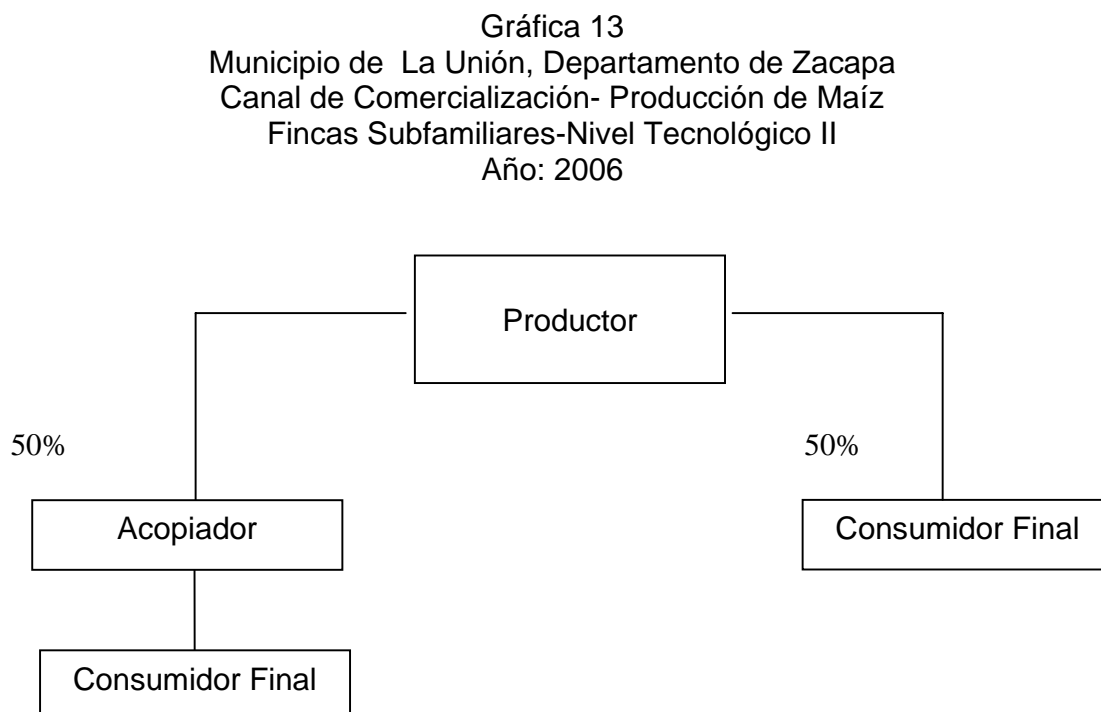 Gráfica 13
Municipio de La Unión, Departamento de Zacapa
Canal de Comercialización- Producción de Maíz
Fincas Subfamiliares-Nivel Tecnológico II
Año: 2006
Productor
50%
50%
Acopiador
Consumidor Final
Consumidor Final